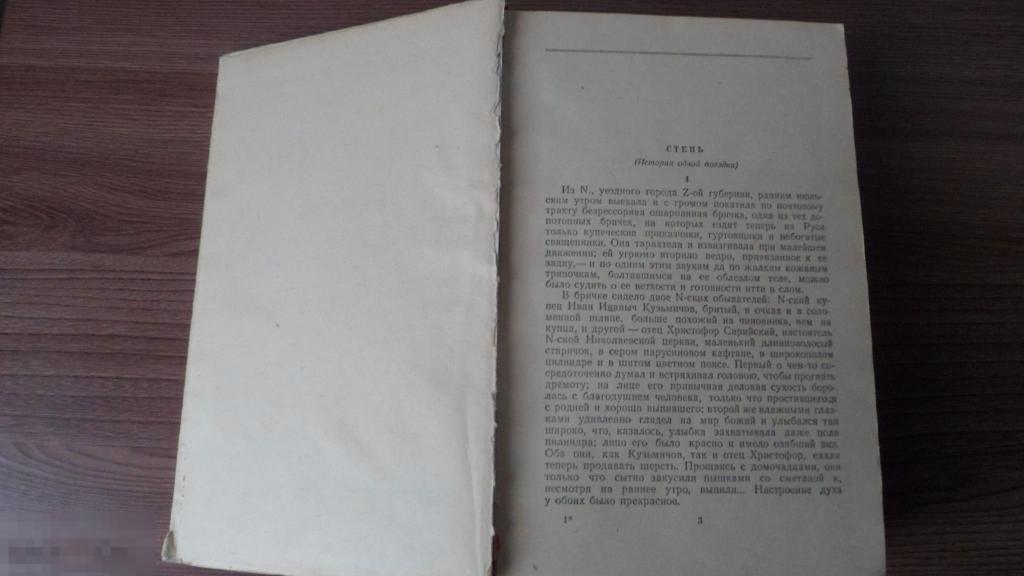 СТЕПЬ
(История одной поездки)
1
Из N., уездного города Z-ой губернии, ранним июль-
ским утром выехала и с громом покатила по почтовому
тракту безрессорная ошарпанная бричка, одна из тех до-
потопных бричек, на которых ездят теперь на Руси
только купеческие приказчики, гуртовщики и небогатые
священники. Она тарахтела и взвизгивала при малейшем
движении; ей угрюмо вторило ведро, привязанное к ее
задку,— и по одним этим звукам да по жалким кожаным
тряпочкам, болтавшимся на ее облезлом теле, можно
было судить о ее ветхости и готовности идти в слом.
В бричке сидело двое N-ских обывателей: N-ский ку-
пец Иван Иваныч Кузьмичов, бритый, в очках и в соло-
менной шляпе, больше похожий на чиновника, чем на
купца, и другой — отец Христофор Сирийский, настоятель
N-ской Николаевской церкви, маленький длинноволосый
старичок, в сером парусиновом кафтане, в широкополом
цилиндре и в шитом цветном поясе. Первый о чем-то со-
средоточенно думал и встряхивал головою, чтобы прогнать
дремоту; на лице его привычная деловая сухость боро-
лась с благодушием человека, только что простившегося
с родней и хорошо выпившего; второй же влажными глаз-
ками удивленно глядел на мир божий и улыбался так
широко, что, казалось, улыбка захватывала даже поля
цилиндра; лицо его было красно и имело озябший вид.
Оба они, как Кузьмичов, так и отец Христофор, ехали
теперь продавать шерсть. Прощаясь с домочадцами, они
только что сытно закусили пышками со сметаной и,
несмотря на раннее утро, выпили... Настроение духа
у обоих было прекрасное.
1*
3